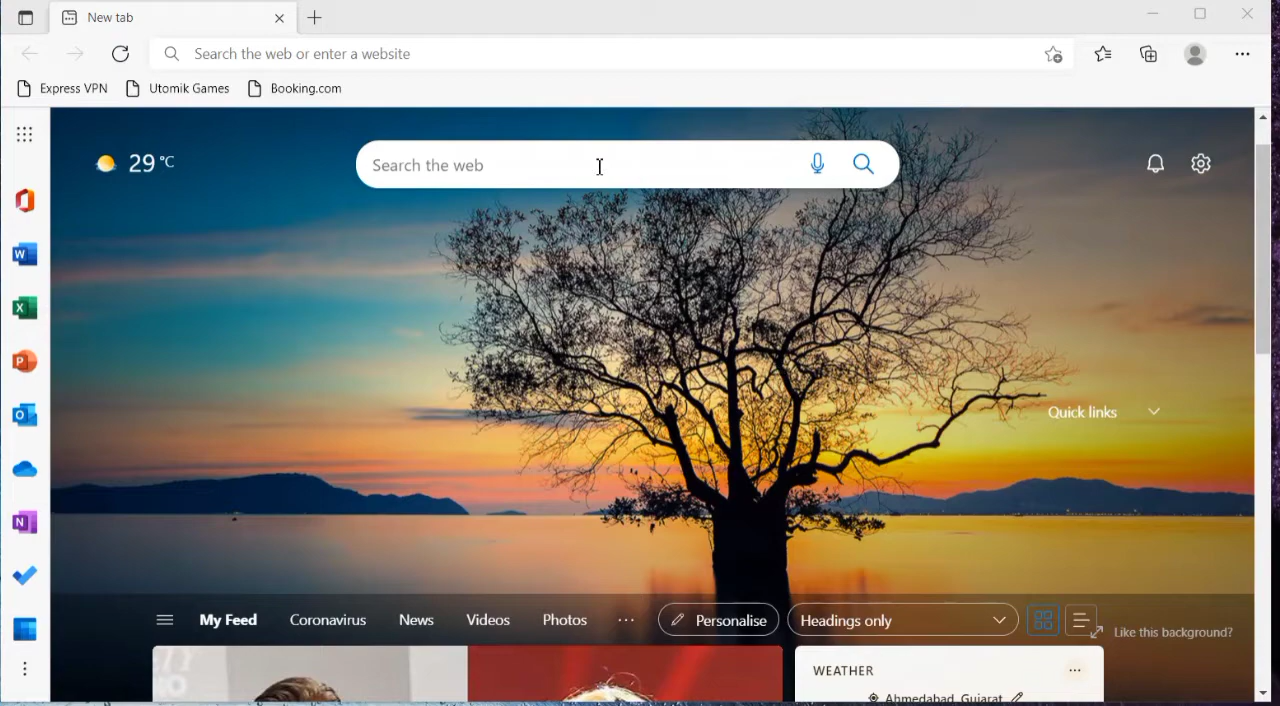 New tab
Search the web or enter a website
Express VPN Utomik Games Booking.com
29 °C
Search the web
Quick links
My Feed Coronavirus News Videos Photos ... Personalise Headings only
Like this background?
WEATHER ...
Ahmedabad, Gujarat